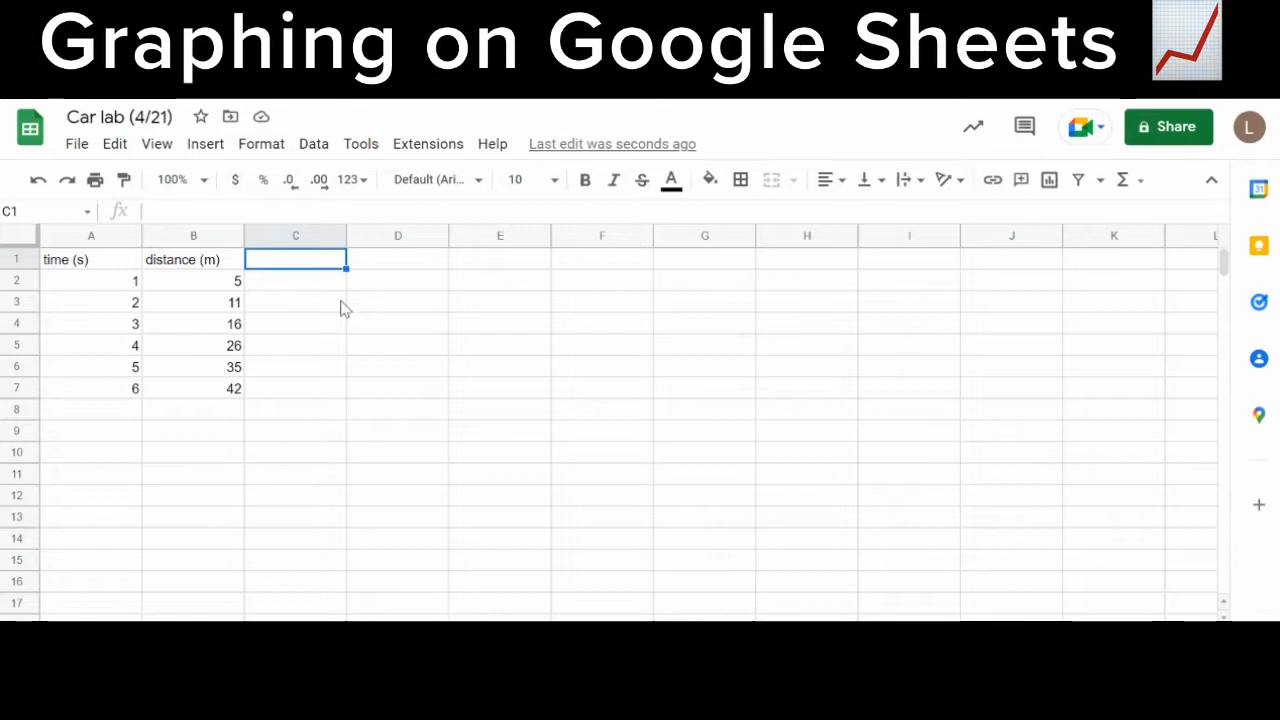 Graphing on Google Sheets
Car lab (4/21)
File Edit View Insert Format Data Tools Extensions Help Last edit was seconds ago
Share
L
100% $ % .0 .00 123 Default (Ari... 10 B I S A Σ
C1 fx
A B C D E F G H I J K L
1 time (s) distance (m)
2 1 5
3 2 11
4 3 16
5 4 26
6 5 35
7 6 42
8
9
10
11
12
13
14
15
16
17
31